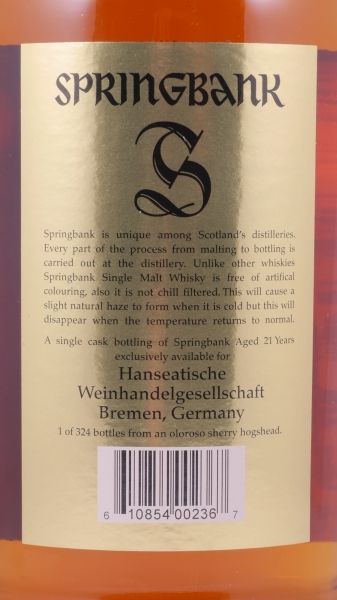 SPRINGBANK
S
Springbank is unique among Scotland's distilleries.
Every part of the process from malting to bottling is
carried out at the distillery. Unlike other whiskies
Springbank Single Malt Whisky is free of artifical
colouring, also it is not chill filtered. This will cause a
slight natural haze to form when it is cold but this will
disappear when the temperature returns to normal.
A single cask bottling of Springbank Aged 21 Years
exclusively available for
Hanseatische
Weinhandelgesellschaft
Bremen, Germany
1 of 324 bottles from an oloroso sherry hogshead.
6 10854 00236 7